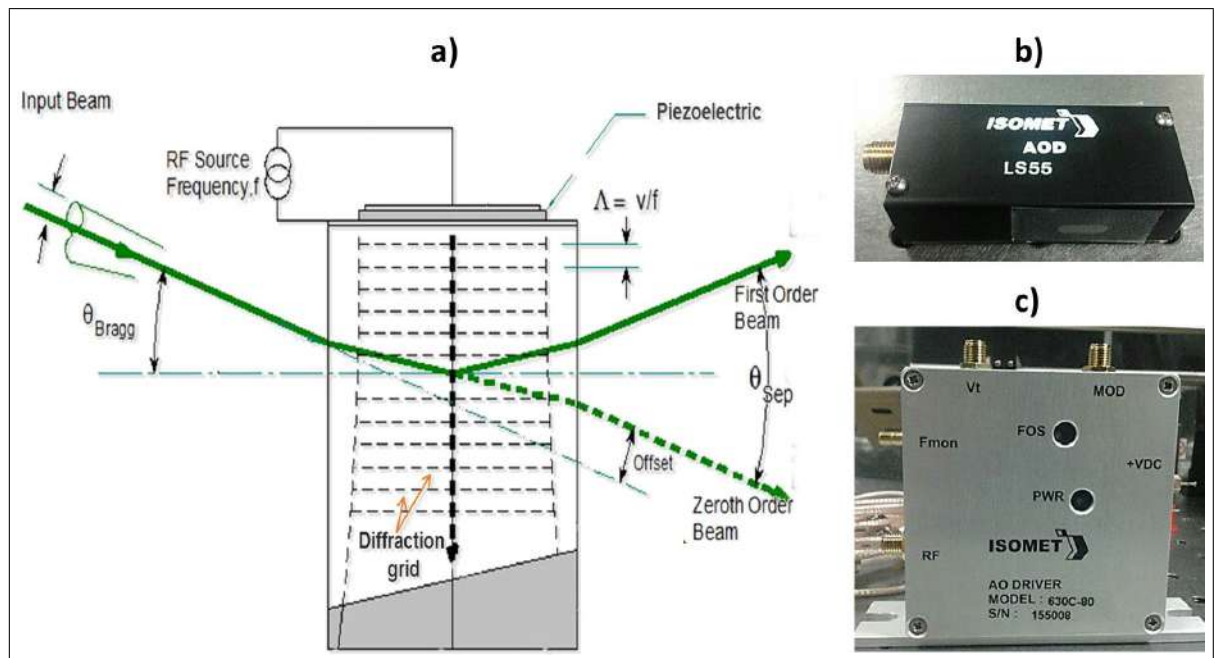 a)
Input Beam
RF Source
Frequency,f
Piezoelectric
Λ = v/f
θBragg
First Order
Beam
θSep
Offset
Zeroth Order
Beam
Diffraction
grid
b)
ISOMET
AOD
LS55
c)
Vt
MOD
Fmon
FOS
+VDC
PWR
RF
ISOMET
AO DRIVER
MODEL : 630C-80
S/N : 155008